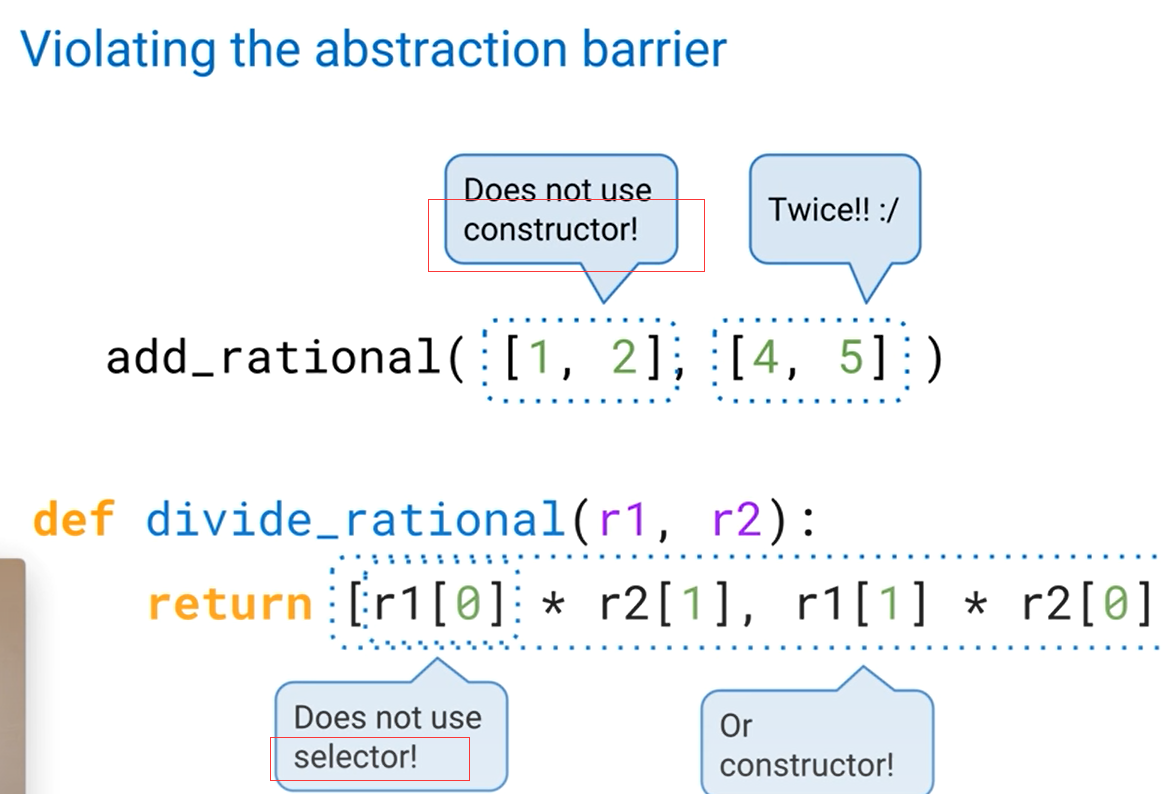 Violating the abstraction barrier
Does not use
constructor!
Twice!! :/
add_rational( [1, 2], [4, 5] )
def divide_rational(r1, r2):
return [r1[0] * r2[1], r1[1] * r2[0]
Does not use
selector!
Or
constructor!